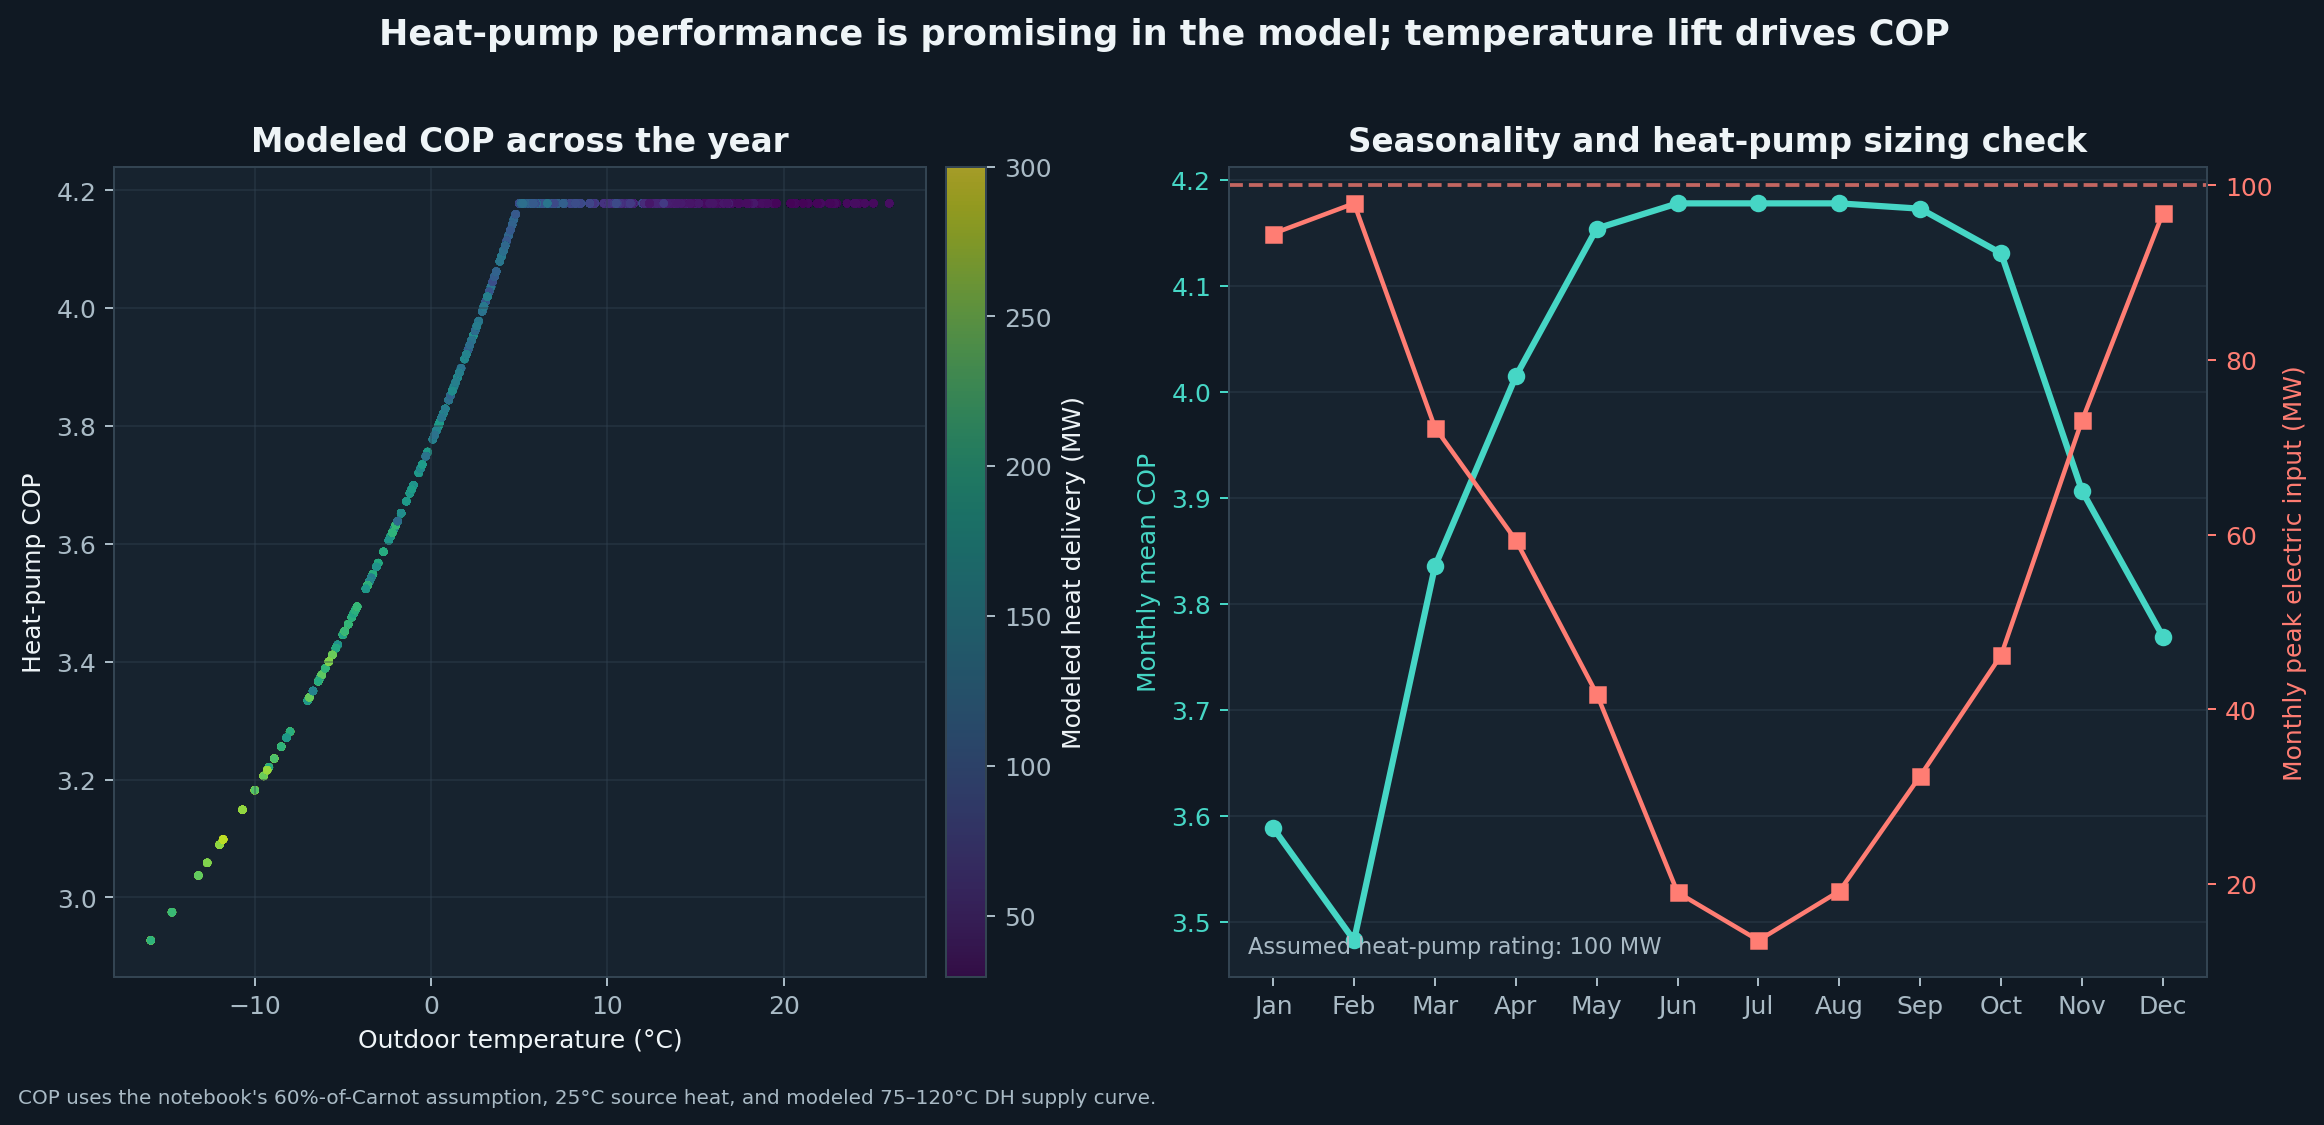 Heat-pump performance is promising in the model; temperature lift drives COP
Modeled COP across the year
4.2
4.0
3.8
3.6
3.4
3.2
3.0
Heat-pump COP
−10
0
10
20
Outdoor temperature (°C)
300
250
200
150
100
50
Modeled heat delivery (MW)
Seasonality and heat-pump sizing check
4.2
4.1
4.0
3.9
3.8
3.7
3.6
3.5
Monthly mean COP
Assumed heat-pump rating: 100 MW
Jan
Feb
Mar
Apr
May
Jun
Jul
Aug
Sep
Oct
Nov
Dec
100
80
60
40
20
Monthly peak electric input (MW)
COP uses the notebook's 60%-of-Carnot assumption, 25°C source heat, and modeled 75–120°C DH supply curve.